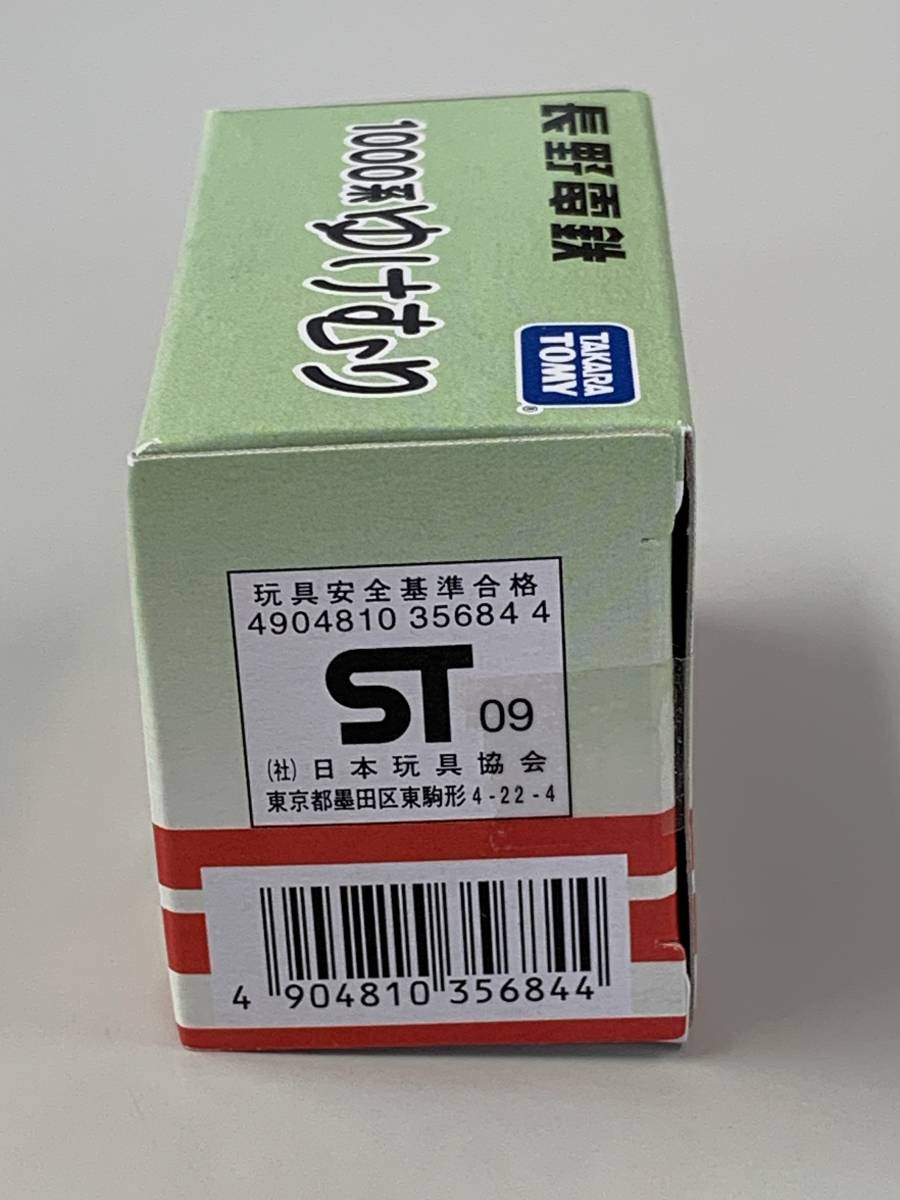 長野電鉄
1000系ゆけむり
TAKARA
TOMY
®
玩具安全基準合格
4904810 35684 4
ST 09
(社) 日本玩具協会
東京都墨田区東駒形4-22-4
4 904810 356844